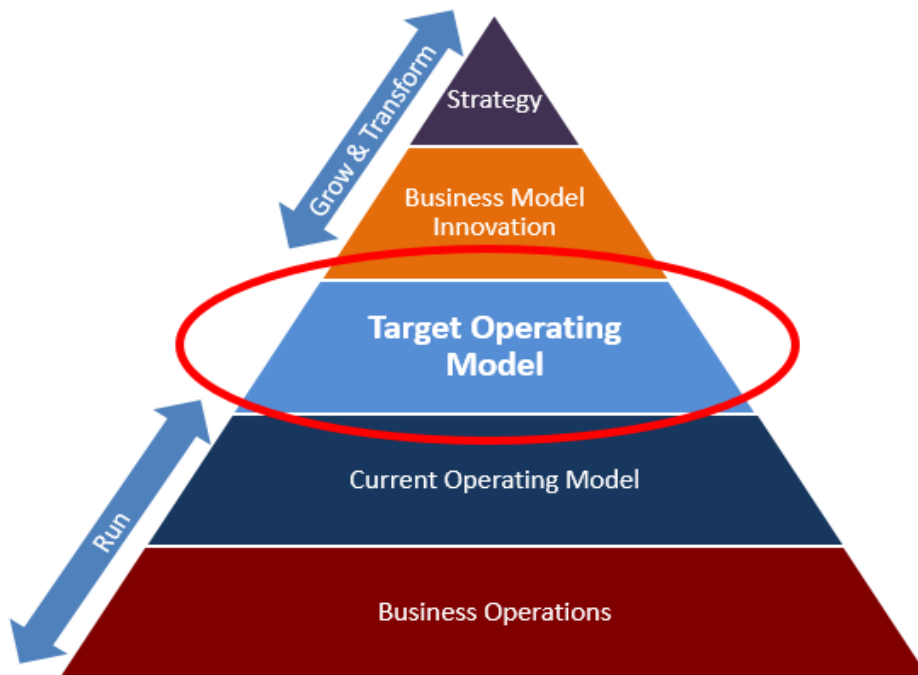 Grow & Transform
Strategy
Business Model
Innovation
Target Operating
Model
Run
Current Operating Model
Business Operations